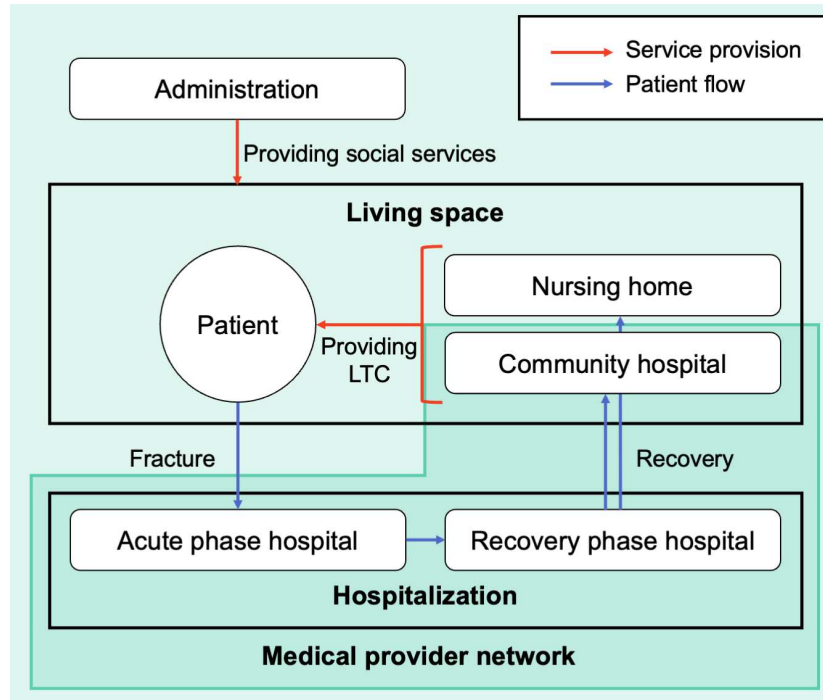 Service provision
Patient flow
Administration
Providing social services
Living space
Patient
Nursing home
Providing
LTC
Community hospital
Fracture
Recovery
Acute phase hospital
Recovery phase hospital
Hospitalization
Medical provider network